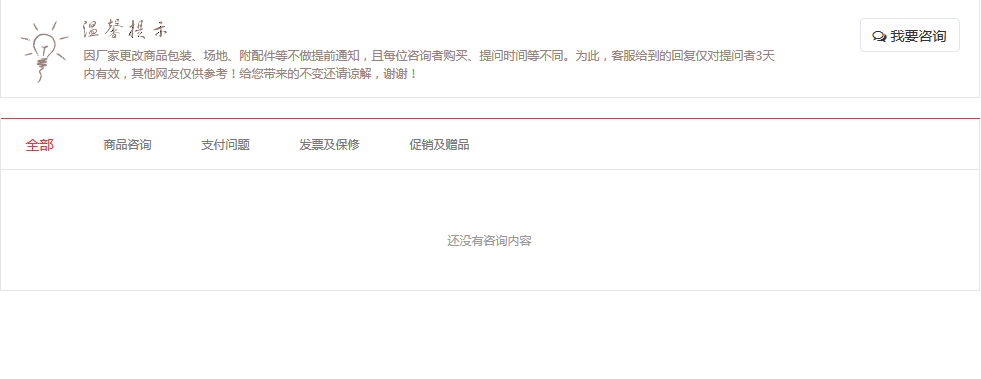 温馨提示
我要咨询
因厂家更改商品包装、场地、附配件等不做提前通知，且每位咨询者购买、提问时间等不同。为此，客服给到的回复仅对提问者3天
内有效，其他网友仅供参考！给您带来的不变还请谅解，谢谢！
全部 商品咨询 支付问题 发票及保修 促销及赠品
还没有咨询内容